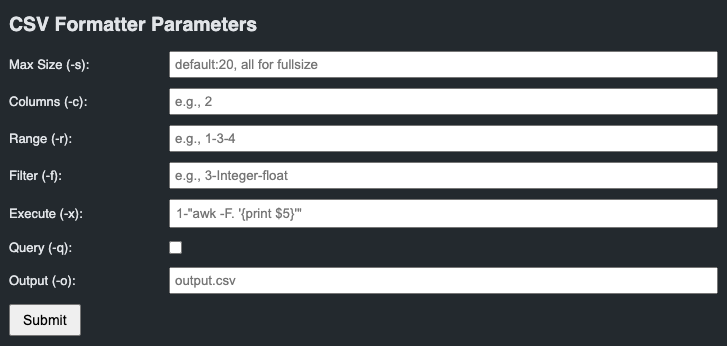 CSV Formatter Parameters
Max Size (-s): default:20, all for fullsize
Columns (-c): e.g., 2
Range (-r): e.g., 1-3-4
Filter (-f): e.g., 3-Integer-float
Execute (-x): 1-"awk -F. '{print $5}'"
Query (-q):
Output (-o): output.csv
Submit